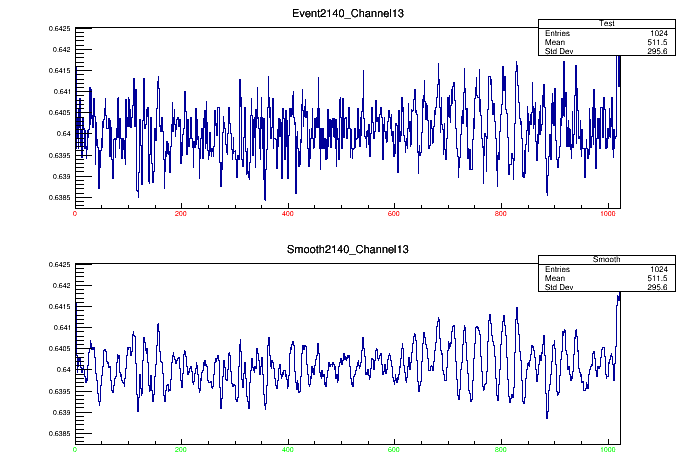 Event2140_Channel13
Test
Entries 1024
Mean 511.5
Std Dev 295.6
0.6425
0.642
0.6415
0.641
0.6405
0.64
0.6395
0.639
0.6385
0 200 400 600 800 1000
Smooth2140_Channel13
Smooth
Entries 1024
Mean 511.5
Std Dev 295.6
0.6425
0.642
0.6415
0.641
0.6405
0.64
0.6395
0.639
0.6385
0 200 400 600 800 1000